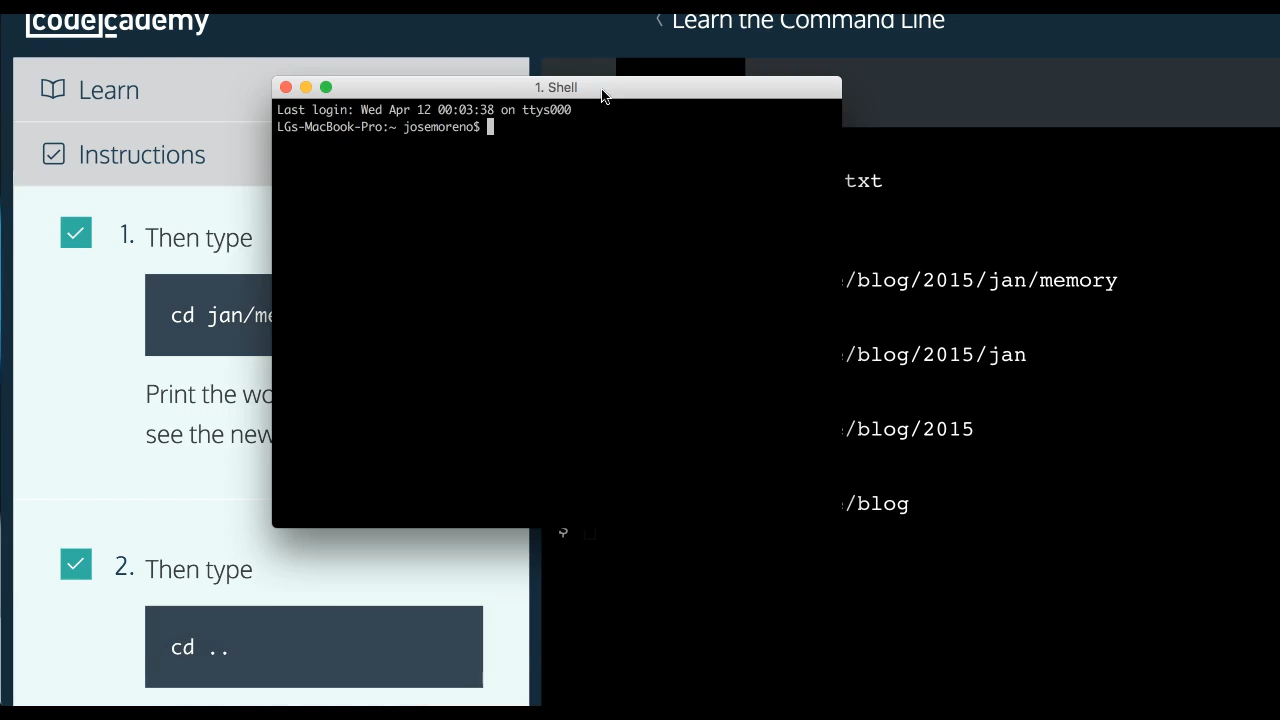 codecademy
Learn the Command Line
Learn
1. Shell
Last login: Wed Apr 12 00:03:38 on ttys000
LGs-MacBook-Pro:~ josemoreno$
Instructions
txt
1. Then type
cd jan/me
/blog/2015/jan/memory
/blog/2015/jan
Print the wo
see the new
/blog/2015
/blog
$
2. Then type
cd ..